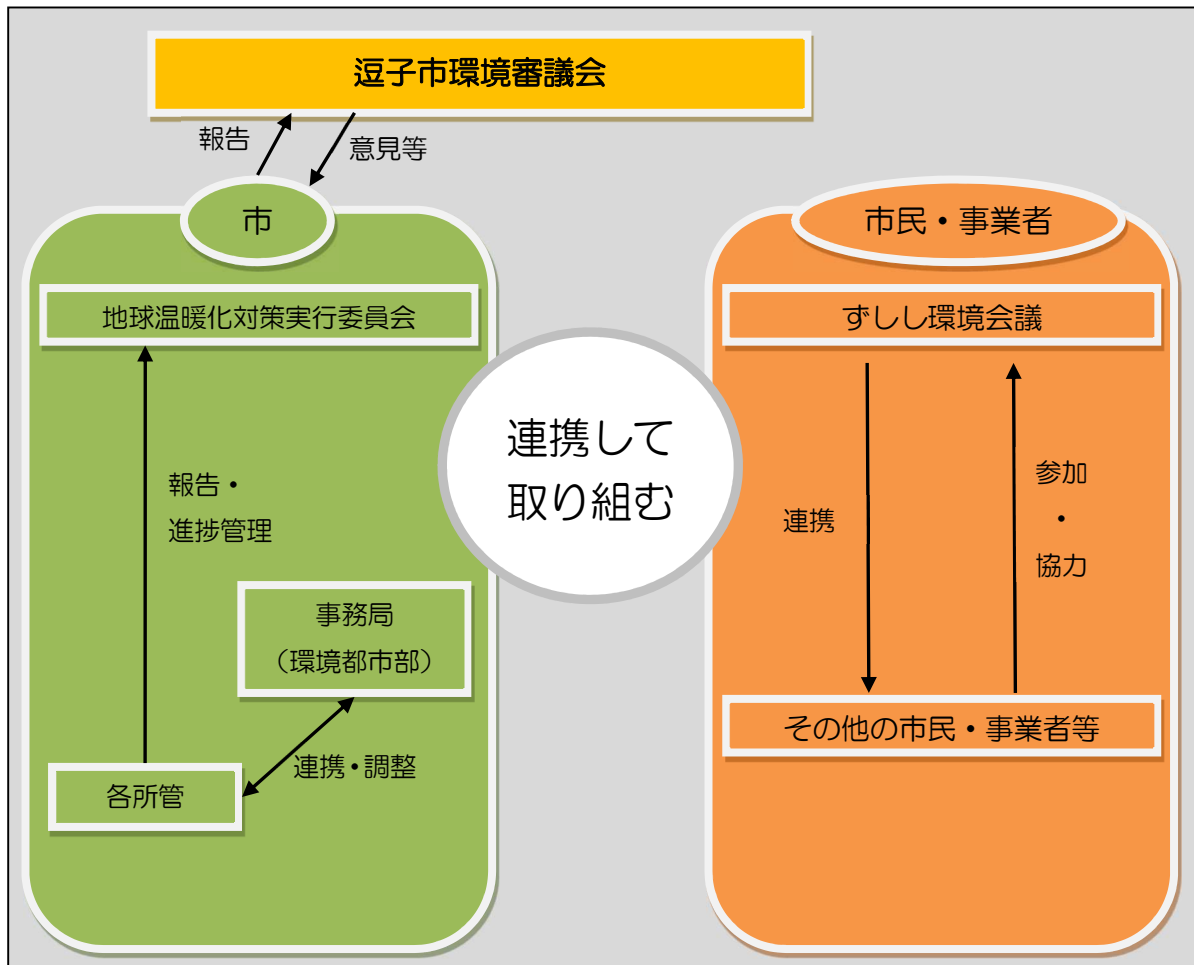 逗子市環境審議会
報告
意見等
市
地球温暖化対策実行委員会
報告・
進捗管理
事務局
（環境都市部）
連携・調整
各所管
連携して
取り組む
市民・事業者
ずしし環境会議
連携
参加
・
協力
その他の市民・事業者等